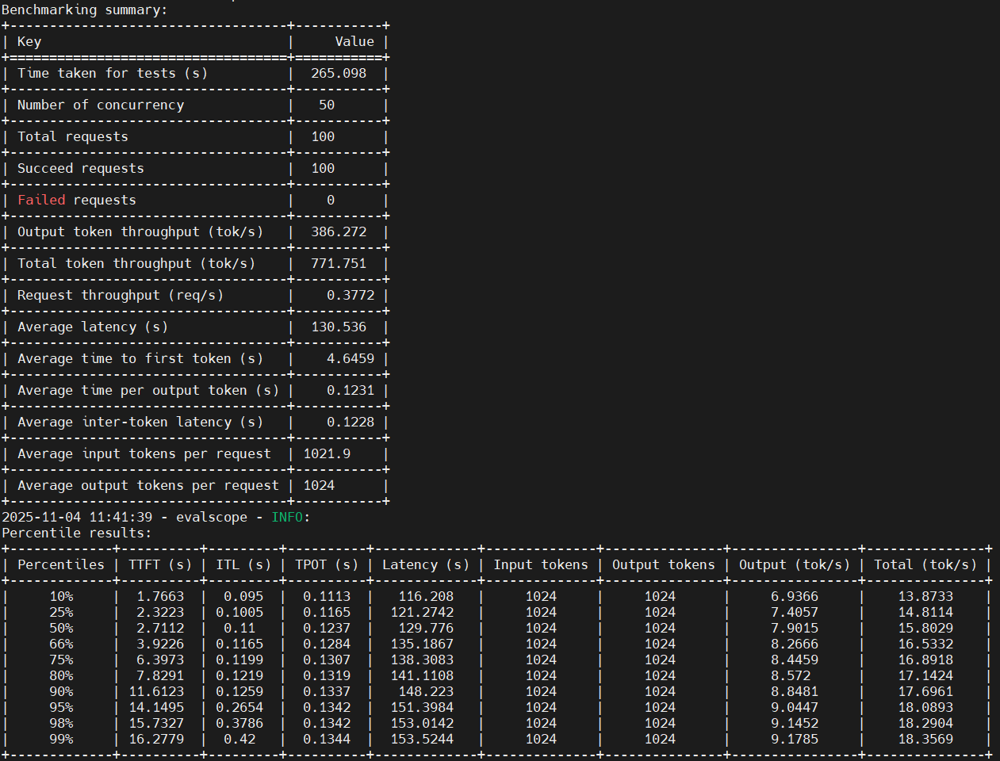 Benchmarking summary:
+-----------------------------------+-----------+
| Key                               |     Value |
+===================================+===========+
| Time taken for tests (s)          |  265.098  |
+-----------------------------------+-----------+
| Number of concurrency             |   50      |
+-----------------------------------+-----------+
| Total requests                    |  100      |
+-----------------------------------+-----------+
| Succeed requests                  |  100      |
+-----------------------------------+-----------+
| Failed requests                   |    0      |
+-----------------------------------+-----------+
| Output token throughput (tok/s)   |  386.272  |
+-----------------------------------+-----------+
| Total token throughput (tok/s)    |  771.751  |
+-----------------------------------+-----------+
| Request throughput (req/s)        |    0.3772 |
+-----------------------------------+-----------+
| Average latency (s)               |  130.536  |
+-----------------------------------+-----------+
| Average time to first token (s)   |    4.6459 |
+-----------------------------------+-----------+
| Average time per output token (s) |    0.1231 |
+-----------------------------------+-----------+
| Average inter-token latency (s)   |    0.1228 |
+-----------------------------------+-----------+
| Average input tokens per request  | 1021.9    |
+-----------------------------------+-----------+
| Average output tokens per request | 1024      |
+-----------------------------------+-----------+
2025-11-04 11:41:39 - evalscope - INFO:
Percentile results:
+-------------+----------+---------+----------+-------------+--------------+---------------+----------------+---------------+
| Percentiles | TTFT (s) | ITL (s) | TPOT (s) | Latency (s) | Input tokens | Output tokens | Output (tok/s) | Total (tok/s) |
+-------------+----------+---------+----------+-------------+--------------+---------------+----------------+---------------+
|     10%     |  1.7663  |  0.095  |  0.1113  |   116.208   |     1024     |     1024      |     6.9366     |    13.8733    |
|     25%     |  2.3223  | 0.1005  |  0.1165  |  121.2742   |     1024     |     1024      |     7.4057     |    14.8114    |
|     50%     |  2.7112  |  0.11   |  0.1237  |   129.776   |     1024     |     1024      |     7.9015     |    15.8029    |
|     66%     |  3.9226  | 0.1165  |  0.1284  |  135.1867   |     1024     |     1024      |     8.2666     |    16.5332    |
|     75%     |  6.3973  | 0.1199  |  0.1307  |  138.3083   |     1024     |     1024      |     8.4459     |    16.8918    |
|     80%     |  7.8291  | 0.1219  |  0.1319  |  141.1108   |     1024     |     1024      |     8.572      |    17.1424    |
|     90%     | 11.6123  | 0.1259  |  0.1337  |   148.223   |     1024     |     1024      |     8.8481     |    17.6961    |
|     95%     | 14.1495  | 0.2654  |  0.1342  |  151.3984   |     1024     |     1024      |     9.0447     |    18.0893    |
|     98%     | 15.7327  | 0.3786  |  0.1342  |  153.0142   |     1024     |     1024      |     9.1452     |    18.2904    |
|     99%     | 16.2779  |  0.42   |  0.1344  |  153.5244   |     1024     |     1024      |     9.1785     |    18.3569    |
+-------------+----------+---------+----------+-------------+--------------+---------------+----------------+---------------+